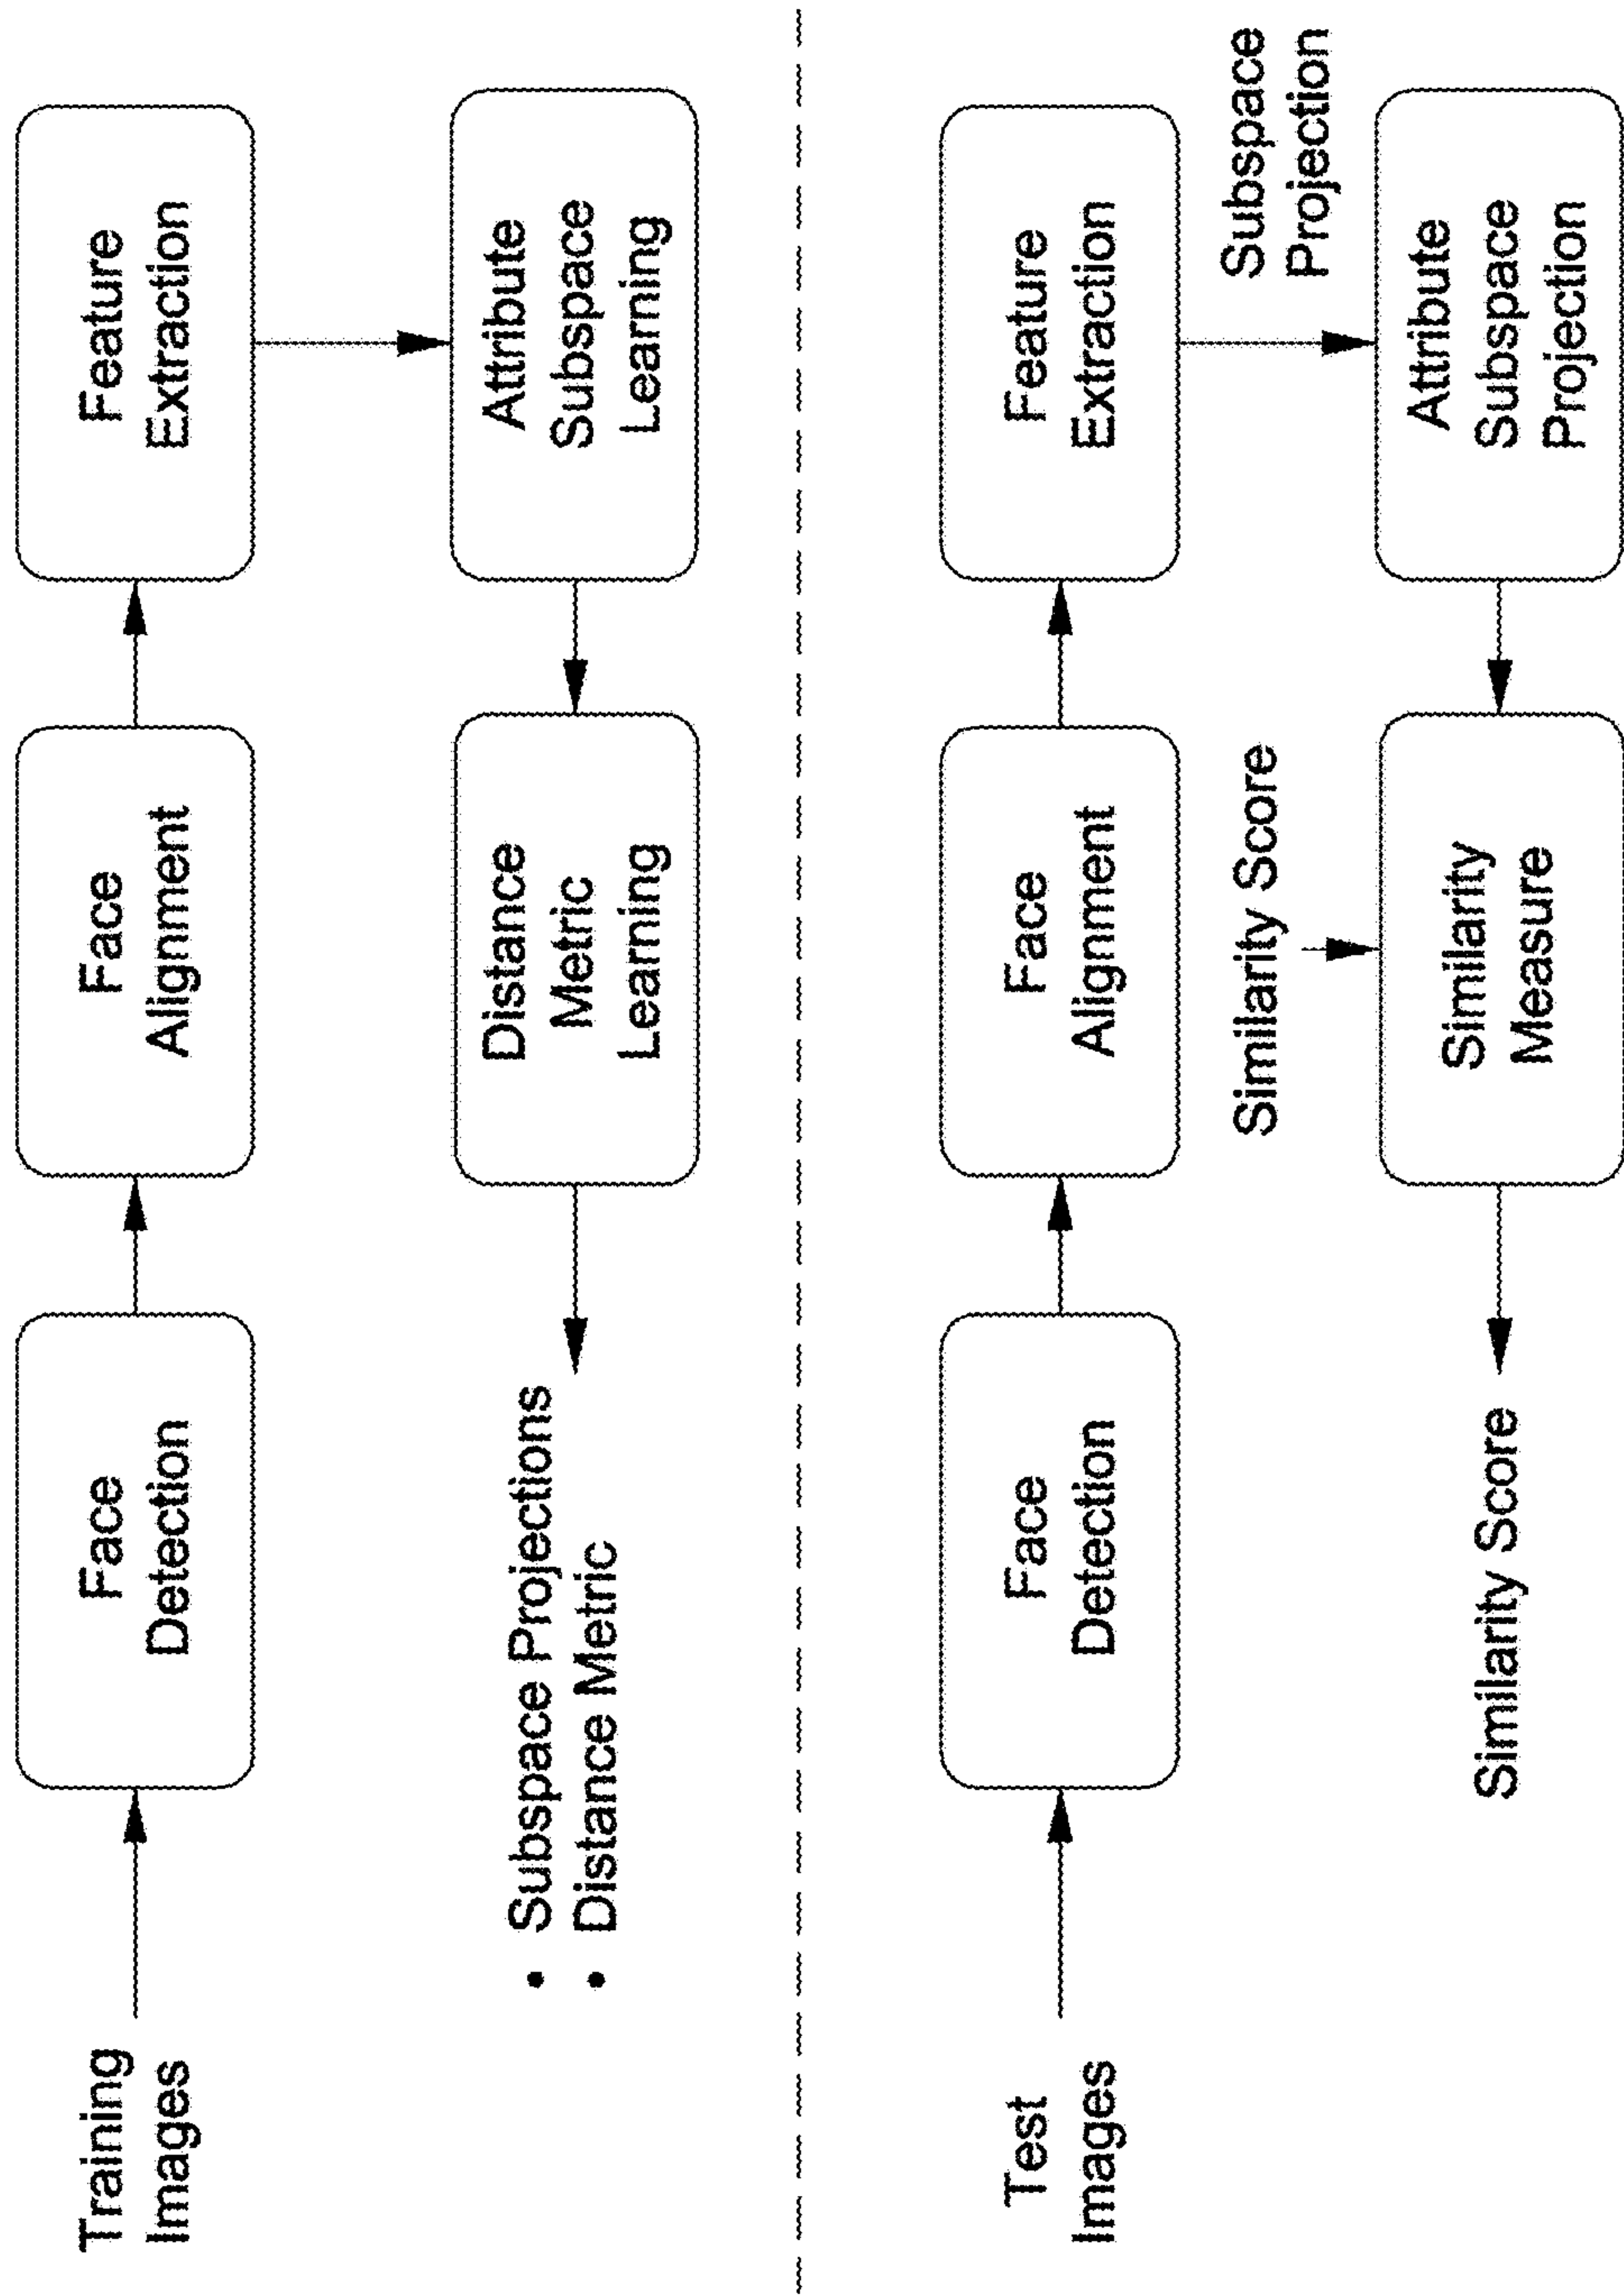 Training
Images
Face
Detection
Face
Alignment
Feature
Extraction
Attribute
Subspace
Learning
Distance
Metric
Learning
• Subspace Projections
• Distance Metric
Test
Images
Face
Detection
Face
Alignment
Feature
Extraction
Subspace
Projection
Attribute
Subspace
Projection
Similarity Score
Similarity
Measure
Similarity Score